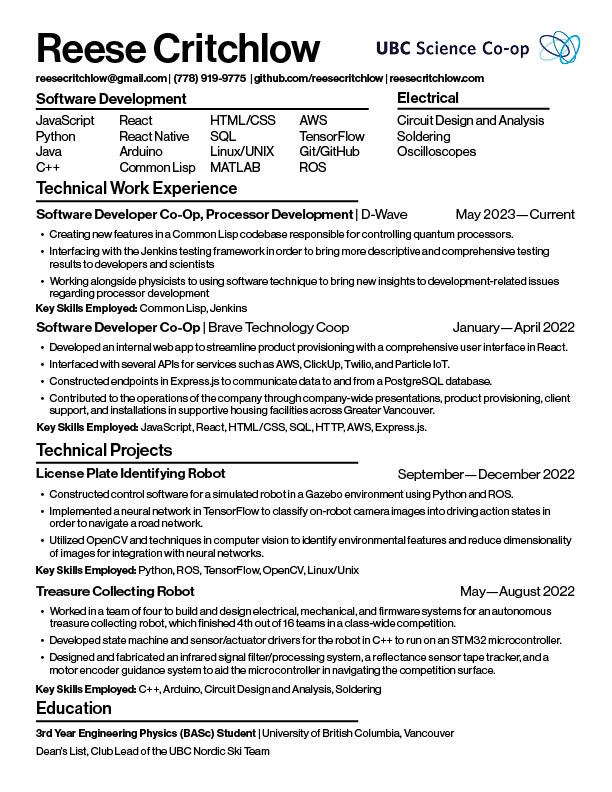 Reese Critchlow
UBC Science Co-op
reesecritchlow@gmail.com | (778) 919-9775 | github.com/reesecritchlow | reesecritchlow.com
Software Development
Electrical
JavaScript React HTML/CSS AWS
Circuit Design and Analysis
Python React Native SQL TensorFlow
Soldering
Java Arduino Linux/UNIX Git/GitHub
Oscilloscopes
C++ Common Lisp MATLAB ROS
Technical Work Experience
Software Developer Co-Op, Processor Development | D-Wave May 2023—Current
• Creating new features in a Common Lisp codebase responsible for controlling quantum processors.
• Interfacing with the Jenkins testing framework in order to bring more descriptive and comprehensive testing
results to developers and scientists
• Working alongside physicists to using software technique to bring new insights to development-related issues
regarding processor development
Key Skills Employed: Common Lisp, Jenkins
Software Developer Co-Op | Brave Technology Coop January—April 2022
• Developed an internal web app to streamline product provisioning with a comprehensive user interface in React.
• Interfaced with several APIs for services such as AWS, ClickUp, Twilio, and Particle IoT.
• Constructed endpoints in Express.js to communicate data to and from a PostgreSQL database.
• Contributed to the operations of the company through company-wide presentations, product provisioning, client
support, and installations in supportive housing facilities across Greater Vancouver.
Key Skills Employed: JavaScript, React, HTML/CSS, SQL, HTTP, AWS, Express.js.
Technical Projects
License Plate Identifying Robot September—December 2022
• Constructed control software for a simulated robot in a Gazebo environment using Python and ROS.
• Implemented a neural network in TensorFlow to classify on-robot camera images into driving action states in
order to navigate a road network.
• Utilized OpenCV and techniques in computer vision to identify environmental features and reduce dimensionality
of images for integration with neural networks.
Key Skills Employed: Python, ROS, TensorFlow, OpenCV, Linux/Unix
Treasure Collecting Robot May—August 2022
• Worked in a team of four to build and design electrical, mechanical, and firmware systems for an autonomous
treasure collecting robot, which finished 4th out of 16 teams in a class-wide competition.
• Developed state machine and sensor/actuator drivers for the robot in C++ to run on an STM32 microcontroller.
• Designed and fabricated an infrared signal filter/processing system, a reflectance sensor tape tracker, and a
motor encoder guidance system to aid the microcontroller in navigating the competition surface.
Key Skills Employed: C++, Arduino, Circuit Design and Analysis, Soldering
Education
3rd Year Engineering Physics (BASc) Student | University of British Columbia, Vancouver
Dean's List, Club Lead of the UBC Nordic Ski Team